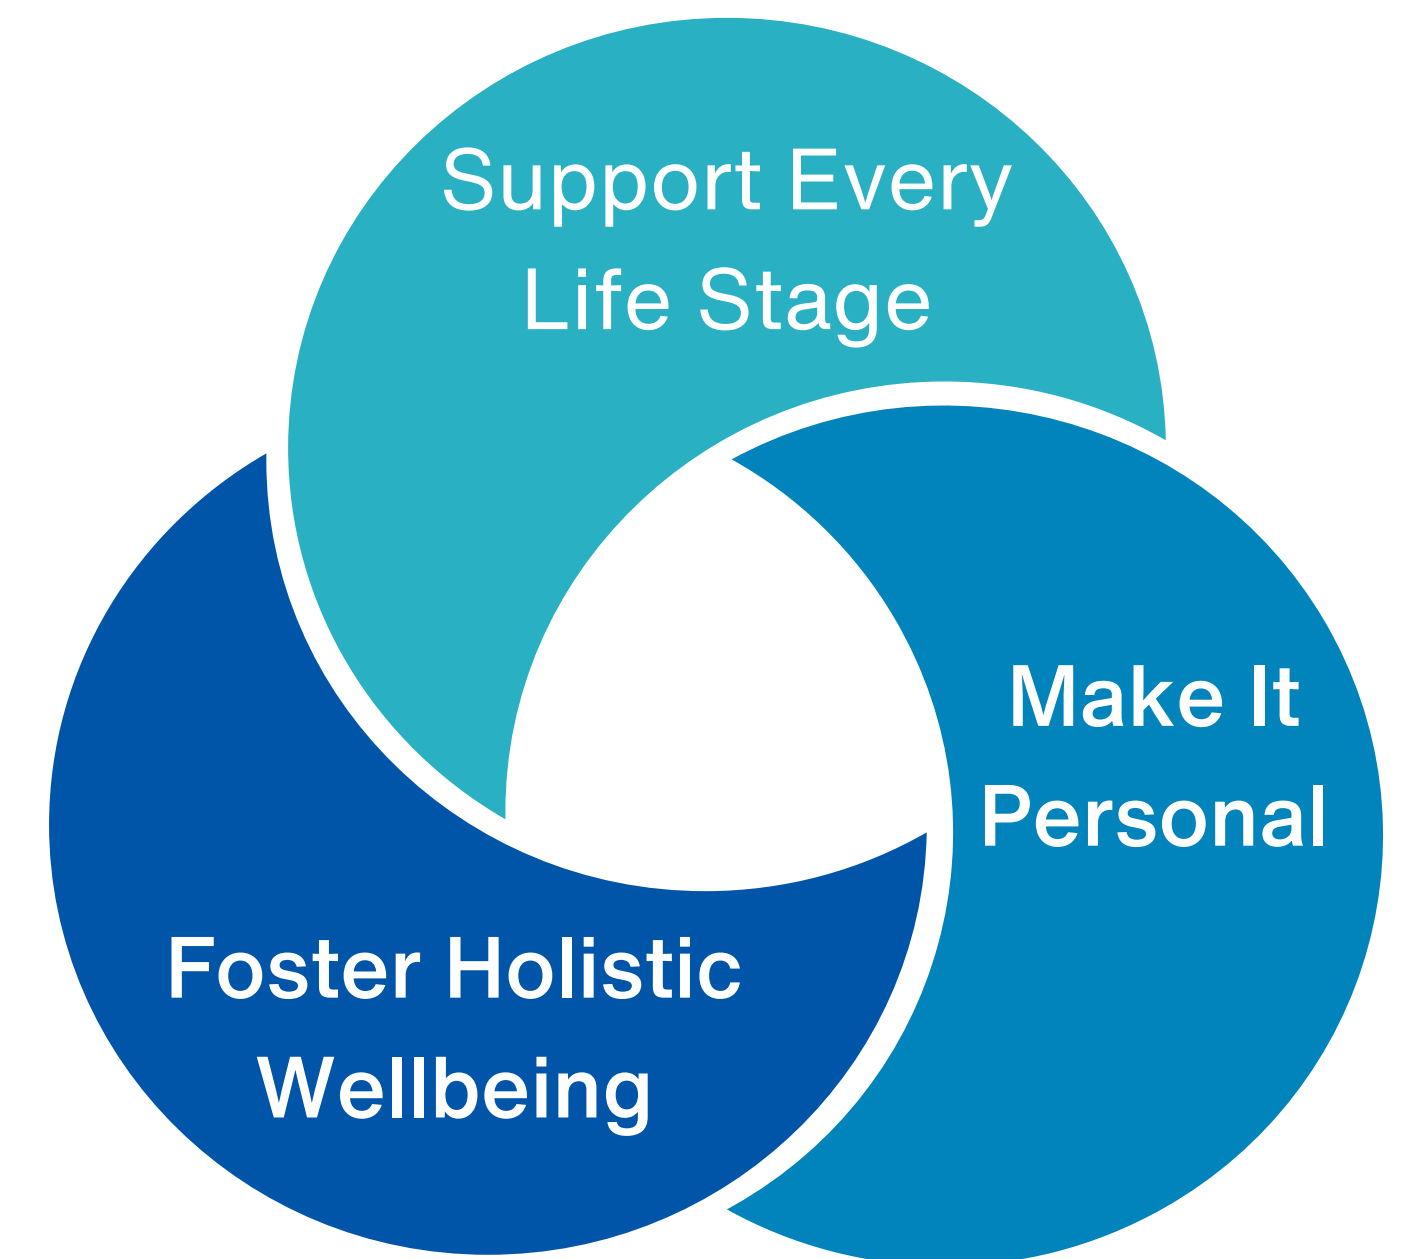 Support Every
Life Stage
Make It
Personal
Foster Holistic
Wellbeing